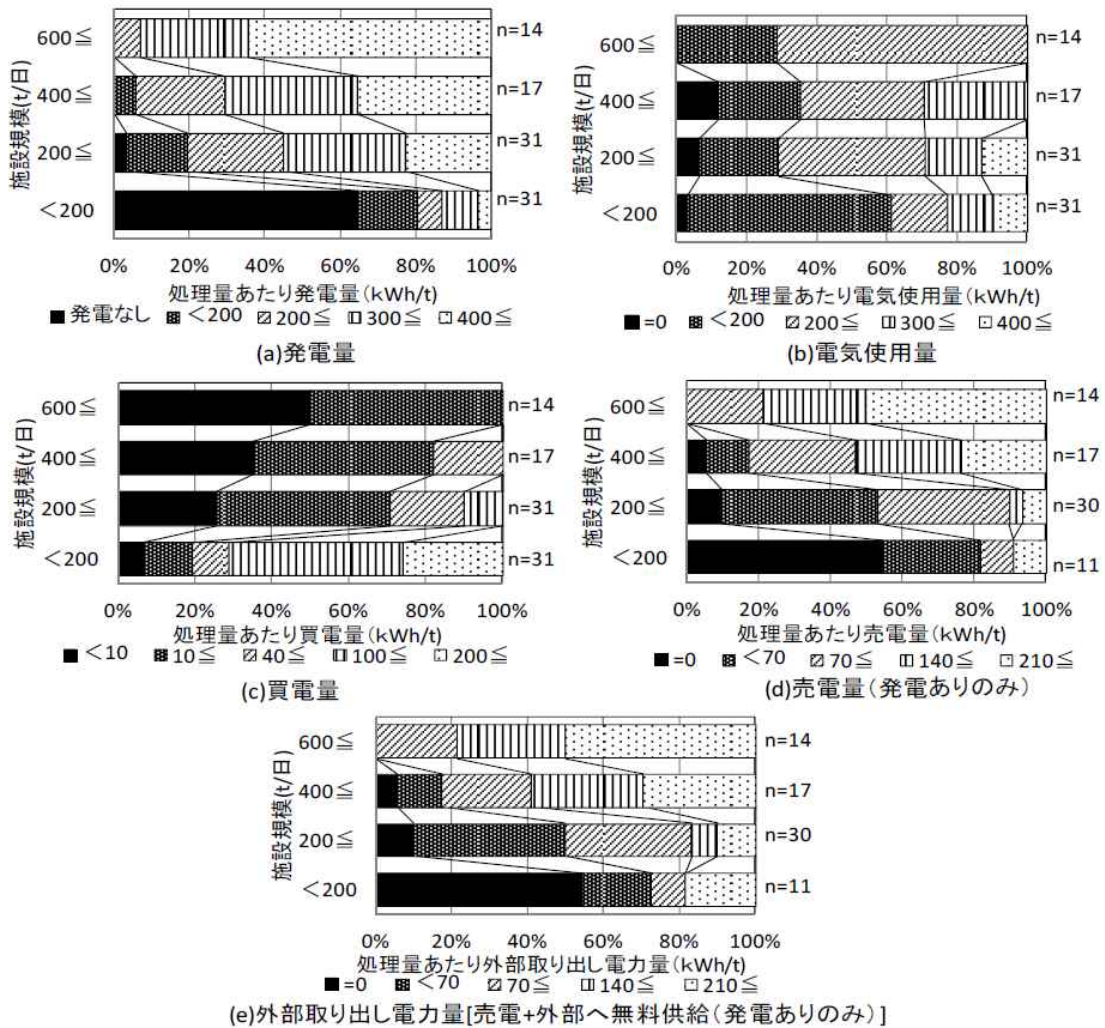 施設規模(t/日)
600≦
400≦
200≦
＜200
n=14
n=17
n=31
n=31
0% 20% 40% 60% 80% 100%
処理量あたり発電量(kWh/t)
発電なし ＜200 200≦ 300≦ 400≦
(a)発電量
施設規模(t/日)
600≦
400≦
200≦
＜200
n=14
n=17
n=31
n=31
0% 20% 40% 60% 80% 100%
処理量あたり電気使用量(kWh/t)
=0 ＜200 200≦ 300≦ 400≦
(b)電気使用量
施設規模(t/日)
600≦
400≦
200≦
＜200
n=14
n=17
n=31
n=31
0% 20% 40% 60% 80% 100%
処理量あたり買電量(kWh/t)
＜10 10≦ 40≦ 100≦ 200≦
(c)買電量
施設規模(t/日)
600≦
400≦
200≦
＜200
n=14
n=17
n=30
n=11
0% 20% 40% 60% 80% 100%
処理量あたり売電量(kWh/t)
=0 ＜70 70≦ 140≦ 210≦
(d)売電量(発電ありのみ)
施設規模(t/日)
600≦
400≦
200≦
＜200
n=14
n=17
n=30
n=11
0% 20% 40% 60% 80% 100%
処理量あたり外部取り出し電力量(kWh/t)
=0 ＜70 70≦ 140≦ 210≦
(e)外部取り出し電力量[売電+外部へ無料供給(発電ありのみ)]